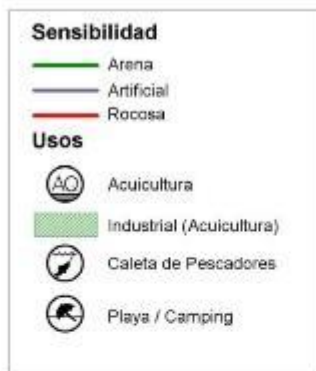 Sensibilidad
Arena
Artificial
Rocosa
Usos
AQ Acuicultura
Industrial (Acuicultura)
Caleta de Pescadores
Playa / Camping